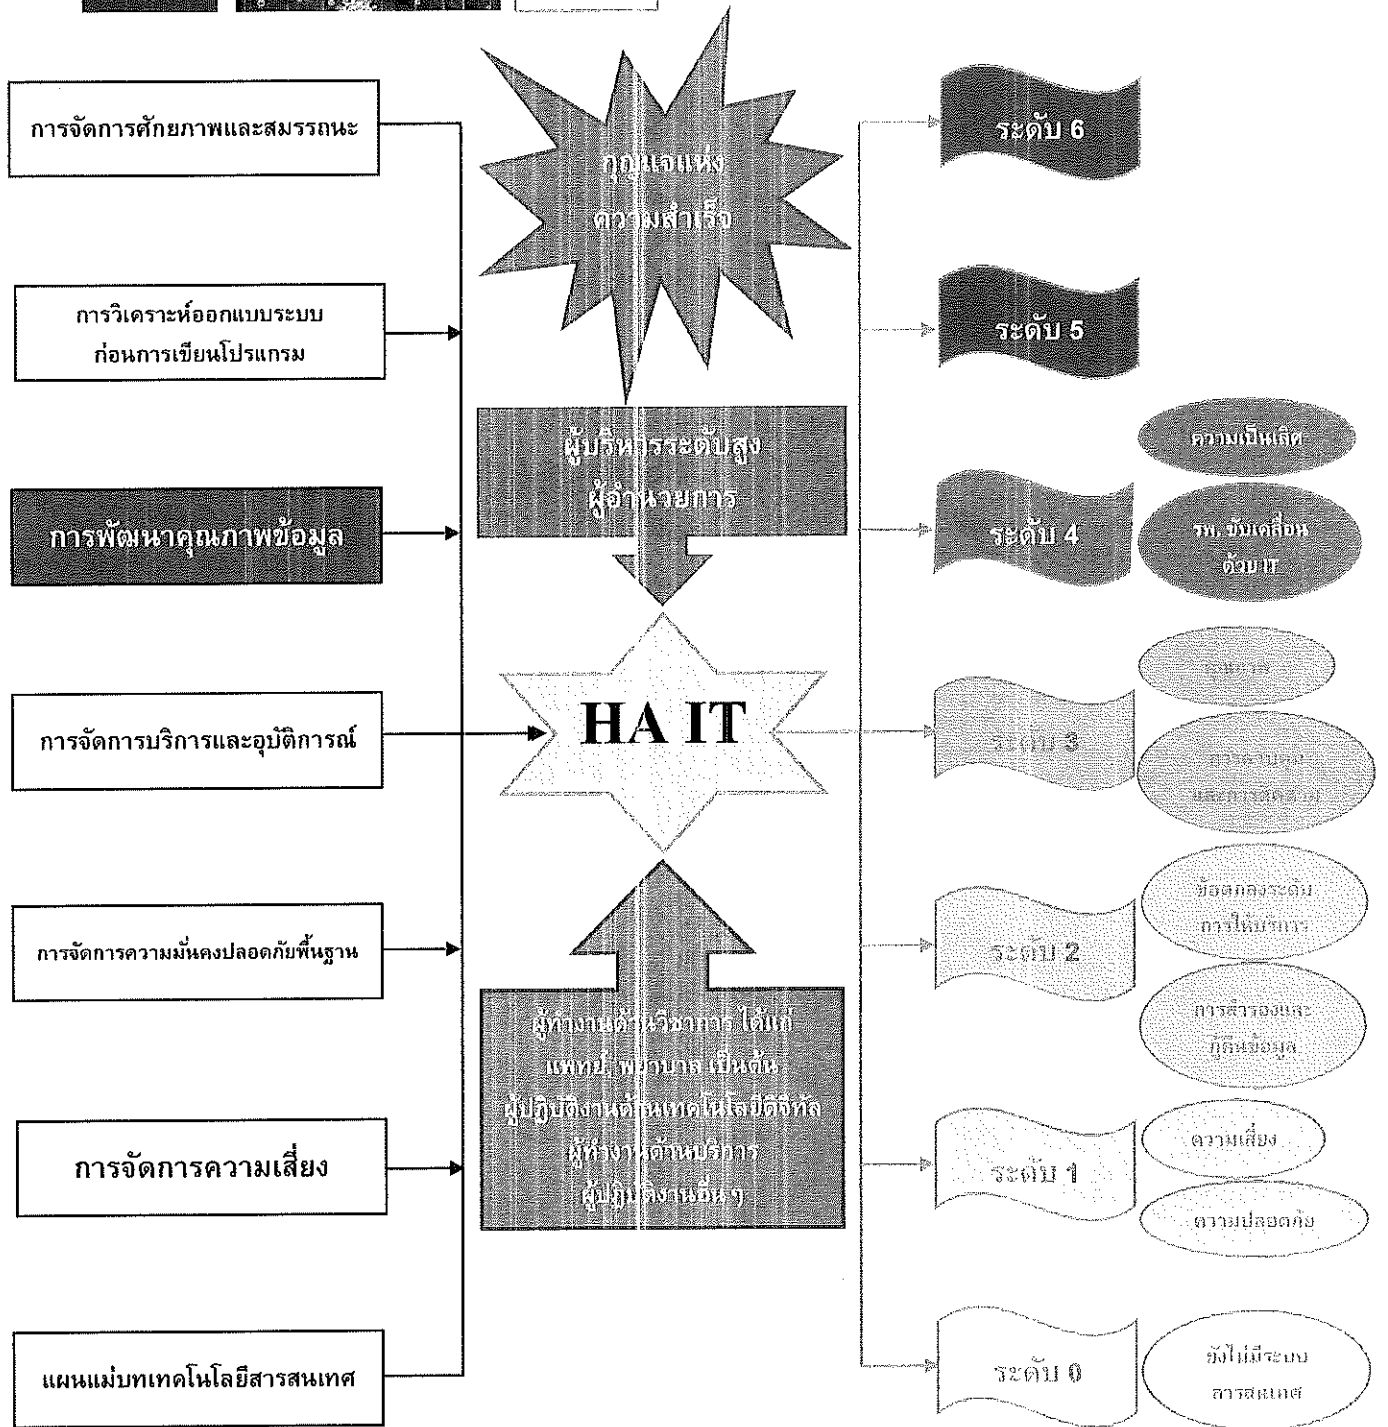 การจัดการศักยภาพและสมรรถนะ
การวิเคราะห์ออกแบบระบบ
ก่อนการเขียนโปรแกรม
การพัฒนาคุณภาพข้อมูล
การจัดการบริการและอุบัติการณ์
การจัดการความมั่นคงปลอดภัยพื้นฐาน
การจัดการความเสี่ยง
แผนแม่บทเทคโนโลยีสารสนเทศ
กุญแจแห่ง
ความสำเร็จ
ผู้บริหารระดับสูง
ผู้อำนวยการ
HA IT
ผู้ทำงานด้านวิชาการ ได้แก่
แพทย์, พยาบาล เป็นต้น
ผู้ปฏิบัติงานด้านเทคโนโลยีดิจิทัล
ผู้ทำงานด้านบริการ
ผู้ปฏิบัติงานอื่น ๆ
ระดับ 6
ระดับ 5
ระดับ 4
ความเป็นเลิศ
รพ. ขับเคลื่อน
ด้วย IT
ระดับ 3
ระดับ 2
ข้อตกลงระดับ
การให้บริการ
การสำรองและ
กู้คืนข้อมูล
ระดับ 1
ความเสี่ยง
ความปลอดภัย
ระดับ 0
ยังไม่มีระบบ
สารสนเทศ